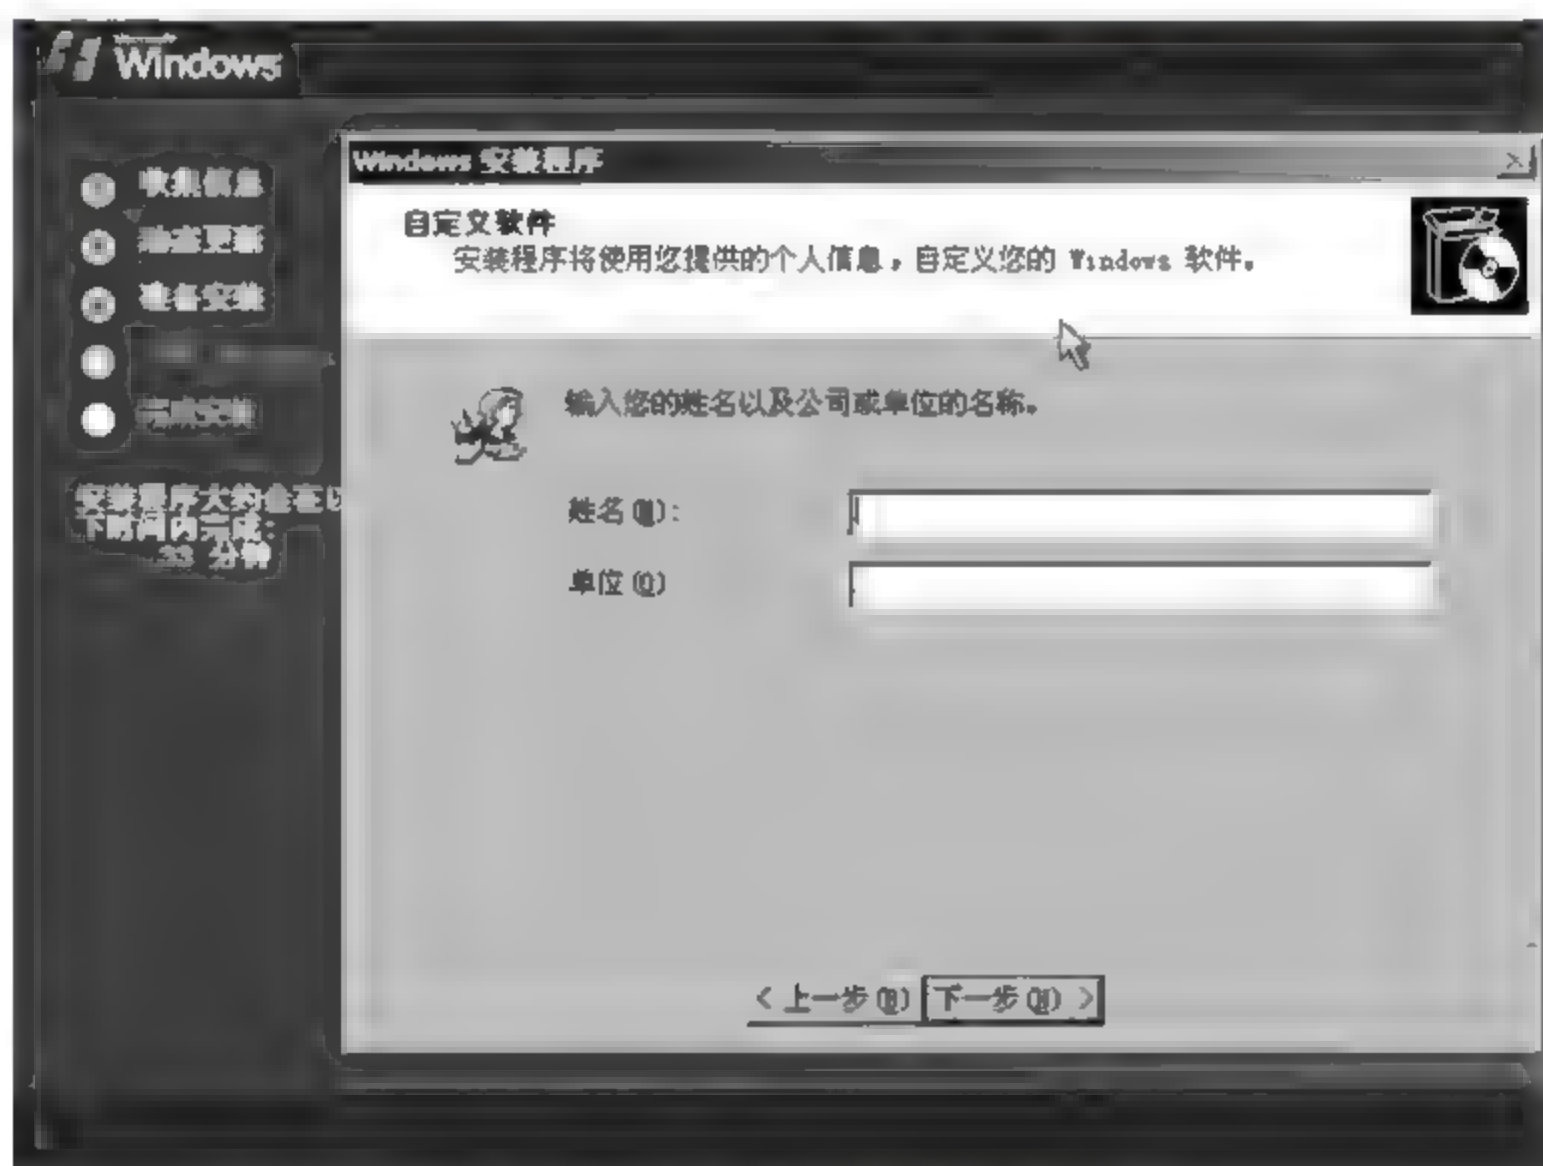 Windows
收集信息
动态更新
准备安装
完成安装
安装程序大约会在以
下时间内完成:
33 分钟
Windows 安装程序
自定义软件
安装程序将使用您提供的个人信息，自定义您的 Windows 软件。
输入您的姓名以及公司或单位的名称。
姓名(M):
单位(O)
< 上一步(B)
下一步(N) >